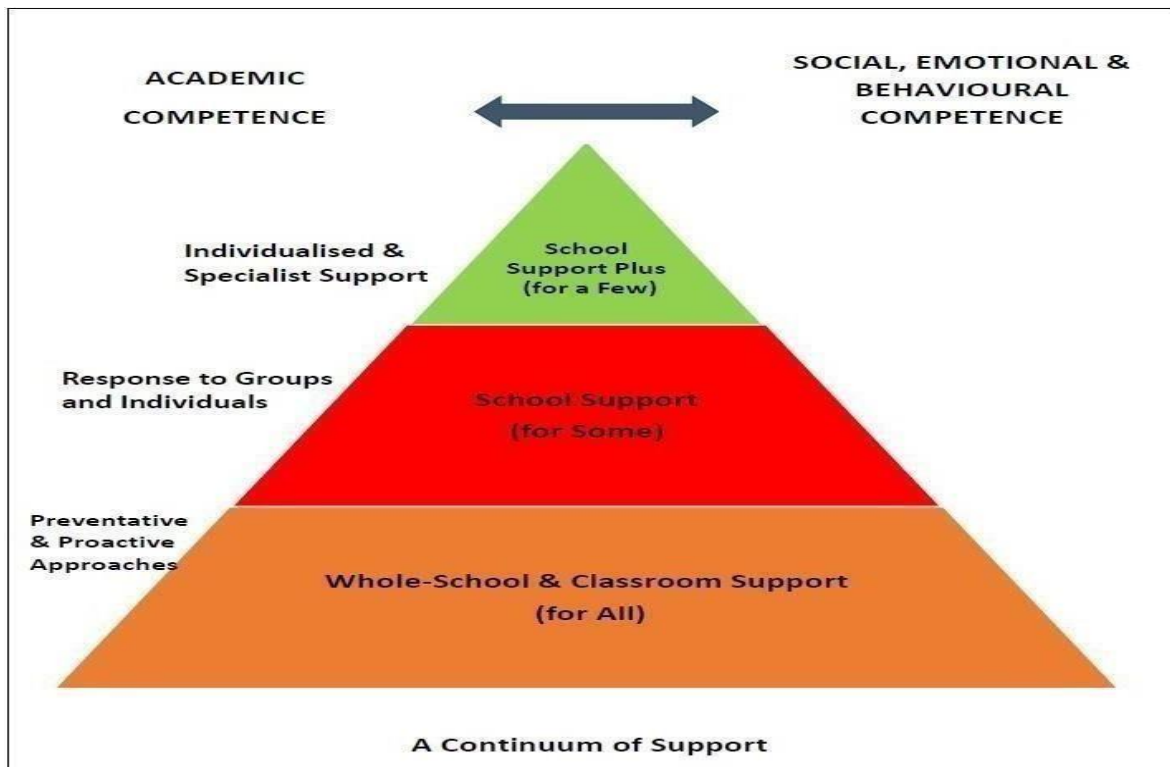 ACADEMIC
COMPETENCE
SOCIAL, EMOTIONAL &
BEHAVIOURAL
COMPETENCE
Individualised &
Specialist Support
School
Support Plus
(for a Few)
Response to Groups
and Individuals
School Support
(for Some)
Preventative
& Proactive
Approaches
Whole-School & Classroom Support
(for All)
A Continuum of Support